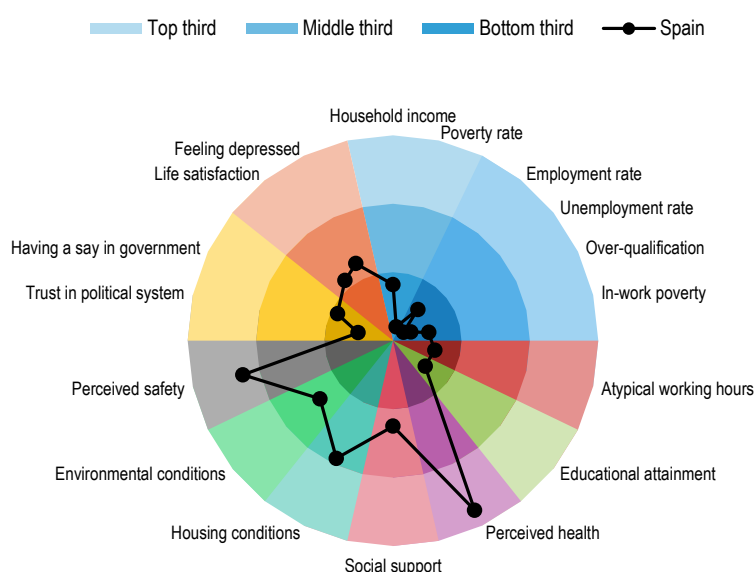 Top third
Middle third
Bottom third
Spain
Household income
Poverty rate
Feeling depressed
Life satisfaction
Employment rate
Unemployment rate
Having a say in government
Over-qualification
Trust in political system
In-work poverty
Perceived safety
Atypical working hours
Environmental conditions
Educational attainment
Housing conditions
Perceived health
Social support